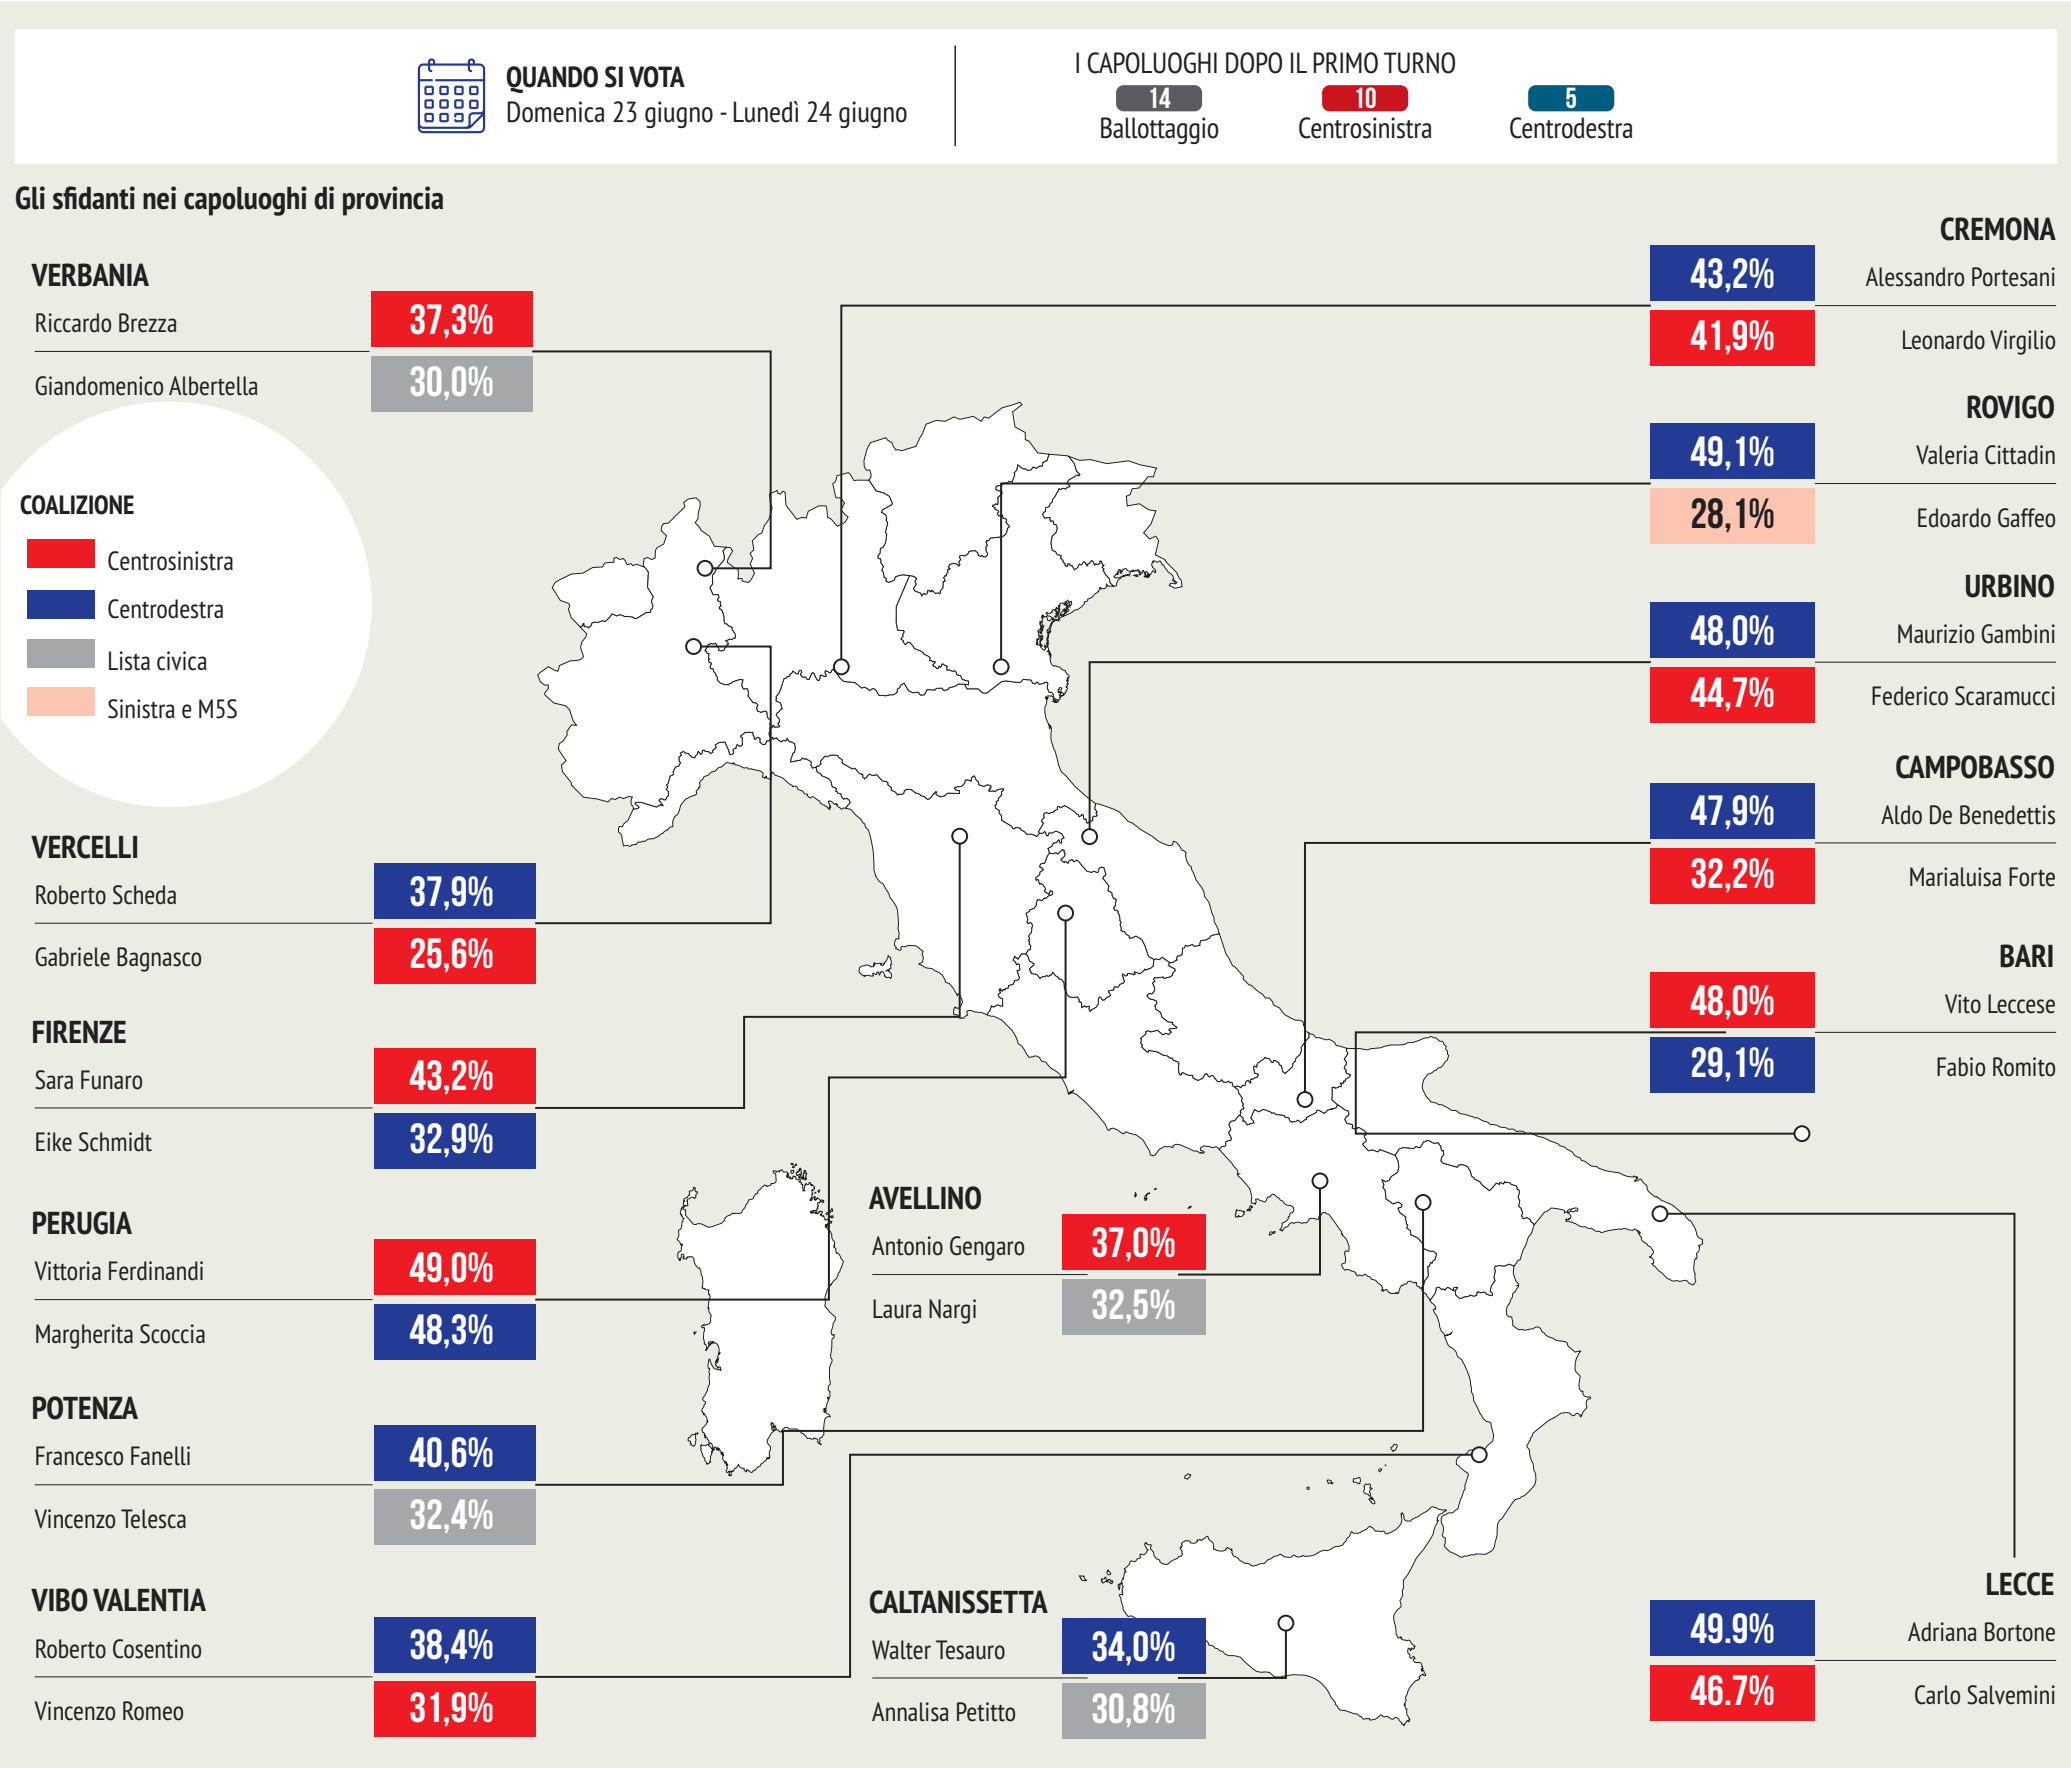 QUANDO SI VOTA
Domenica 23 giugno - Lunedì 24 giugno
I CAPOLUOGHI DOPO IL PRIMO TURNO
14
Ballottaggio
10
Centrosinistra
5
Centrodestra
Gli sfidanti nei capoluoghi di provincia
VERBANIA
Riccardo Brezza 37,3%
Giandomenico Albertella 30,0%
COALIZIONE
Centrosinistra
Centrodestra
Lista civica
Sinistra e M5S
VERCELLI
Roberto Scheda 37,9%
Gabriele Bagnasco 25,6%
FIRENZE
Sara Funaro 43,2%
Eike Schmidt 32,9%
PERUGIA
Vittoria Ferdinandi 49,0%
Margherita Scoccia 48,3%
POTENZA
Francesco Fanelli 40,6%
Vincenzo Telesca 32,4%
VIBO VALENTIA
Roberto Cosentino 38,4%
Vincenzo Romeo 31,9%
AVELLINO
Antonio Gengaro 37,0%
Laura Nargi 32,5%
CALTANISSETTA
Walter Tesauro 34,0%
Annalisa Petitto 30,8%
CREMONA
43,2% Alessandro Portesani
41,9% Leonardo Virgilio
ROVIGO
49,1% Valeria Cittadin
28,1% Edoardo Gaffeo
URBINO
48,0% Maurizio Gambini
44,7% Federico Scaramucci
CAMPOBASSO
47,9% Aldo De Benedettis
32,2% Marialuisa Forte
BARI
48,0% Vito Leccese
29,1% Fabio Romito
LECCE
49.9% Adriana Bortone
46.7% Carlo Salvemini